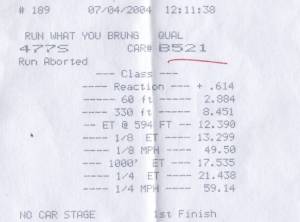 # 189 07/04/2004 12:11:38
RUN WHAT YOU BRUNG QUAL
477S CAR# B521
Run Aborted
--- Class ---
---- Reaction --- + .614
----- 60 ft ---- 2.884
---- 330 ft ---- 8.451
-- ET @ 594 FT -- 12.390
---- 1/8 ET---- 13.299
---- 1/8 MPH ---- 49.50
--- 1000' ET---- 17.535
---- 1/4 ET---- 21.438
---- 1/4 MPH ---- 59.14
NO CAR STAGE 1st Finish